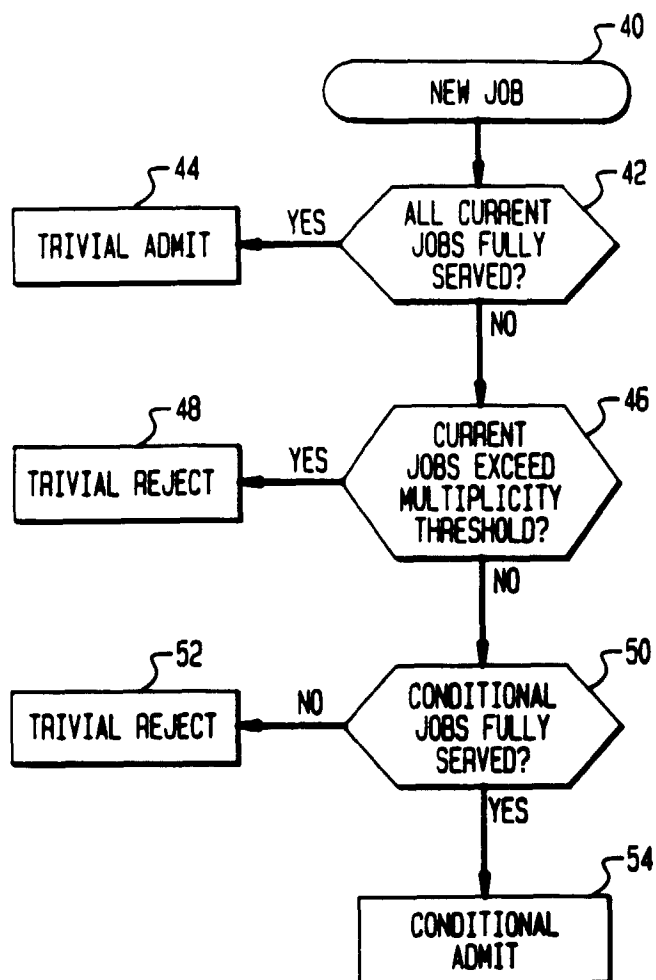 40
NEW JOB
44
42
TRIVIAL ADMIT
YES
ALL CURRENT
JOBS FULLY
SERVED?
NO
48
46
TRIVIAL REJECT
YES
CURRENT
JOBS EXCEED
MULTIPLICITY
THRESHOLD?
NO
52
50
TRIVIAL REJECT
NO
CONDITIONAL
JOBS FULLY
SERVED?
YES
54
CONDITIONAL
ADMIT